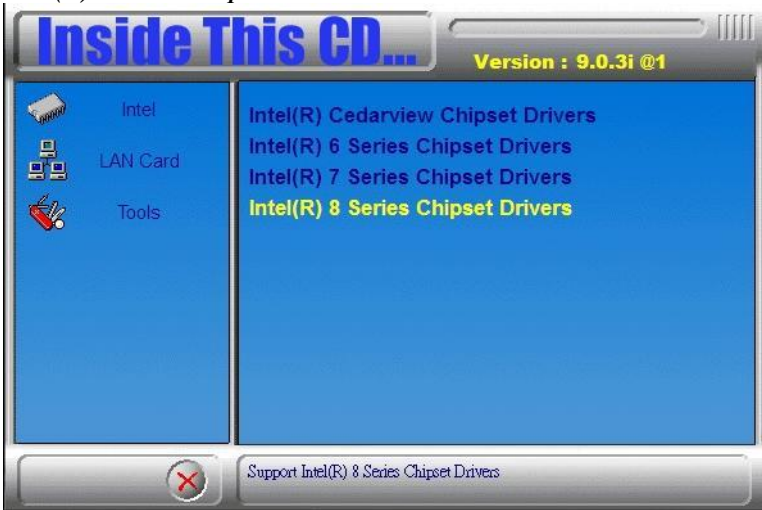 Inside This CD...
Version : 9.0.3i @1
Intel
LAN Card
Tools
Intel(R) Cedarview Chipset Drivers
Intel(R) 6 Series Chipset Drivers
Intel(R) 7 Series Chipset Drivers
Intel(R) 8 Series Chipset Drivers
Support Intel(R) 8 Series Chipset Drivers